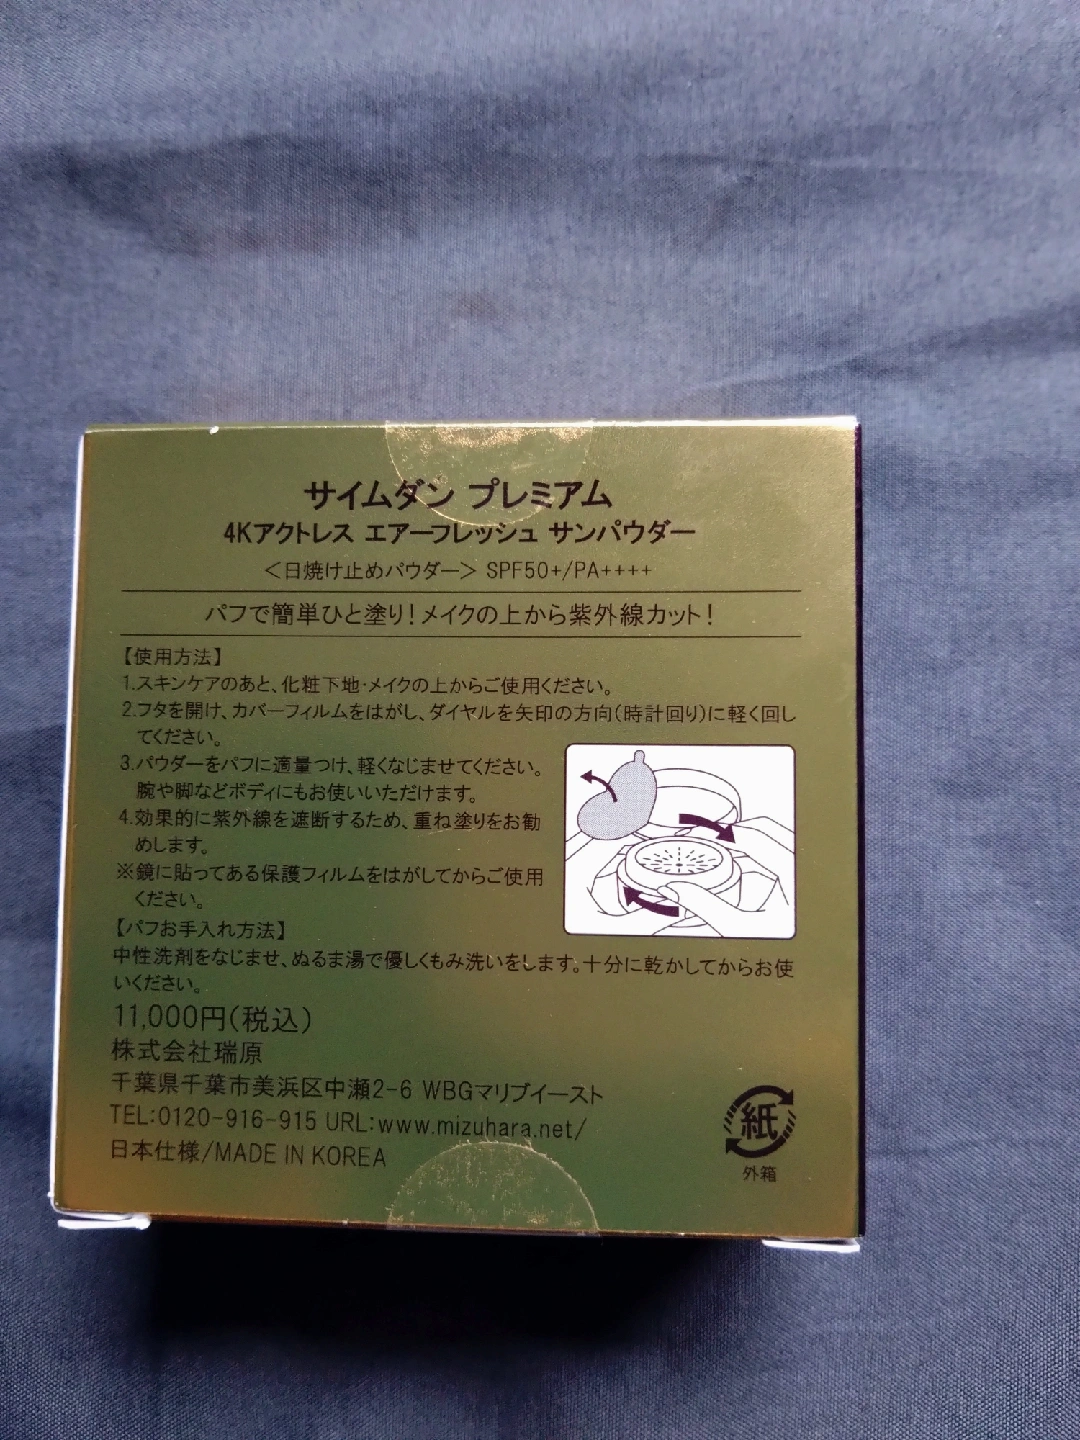 サイムダン プレミアム
4Kアクトレス エアーフレッシュ サンパウダー
＜日焼け止めパウダー＞ SPF50+/PA++++
パフで簡単ひと塗り！メイクの上から紫外線カット！
【使用方法】
1.スキンケアのあと、化粧下地・メイクの上からご使用ください。
2.フタを開け、カバーフィルムをはがし、ダイヤルを矢印の方向(時計回り)に軽く回し
てください。
3.パウダーをパフに適量つけ、軽くなじませてください。
腕や脚などボディにもお使いいただけます。
4.効果的に紫外線を遮断するため、重ね塗りをお勧
めします。
※鏡に貼ってある保護フィルムをはがしてからご使用
ください。
【パフお手入れ方法】
中性洗剤をなじませ、ぬるま湯で優しくもみ洗いをします。十分に乾かしてからお使
いください。
11,000円(税込)
株式会社瑞原
千葉県千葉市美浜区中瀬2-6 WBGマリブイースト
TEL:0120-916-915 URL:www.mizuhara.net/
日本仕様/MADE IN KOREA
紙
外箱